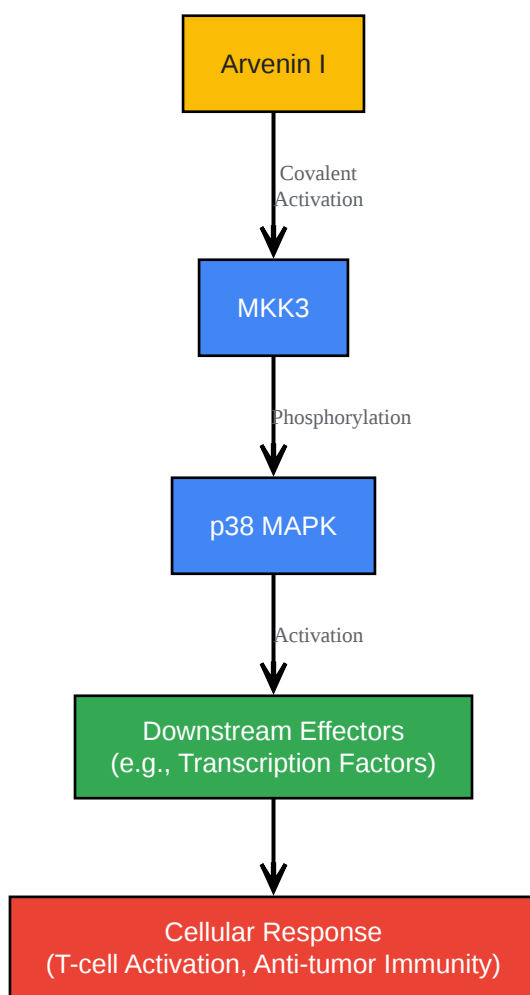 Arvenin I
Covalent
Activation
MKK3
Phosphorylation
p38 MAPK
Activation
Downstream Effectors
(e.g., Transcription Factors)
Cellular Response
(T-cell Activation, Anti-tumor Immunity)